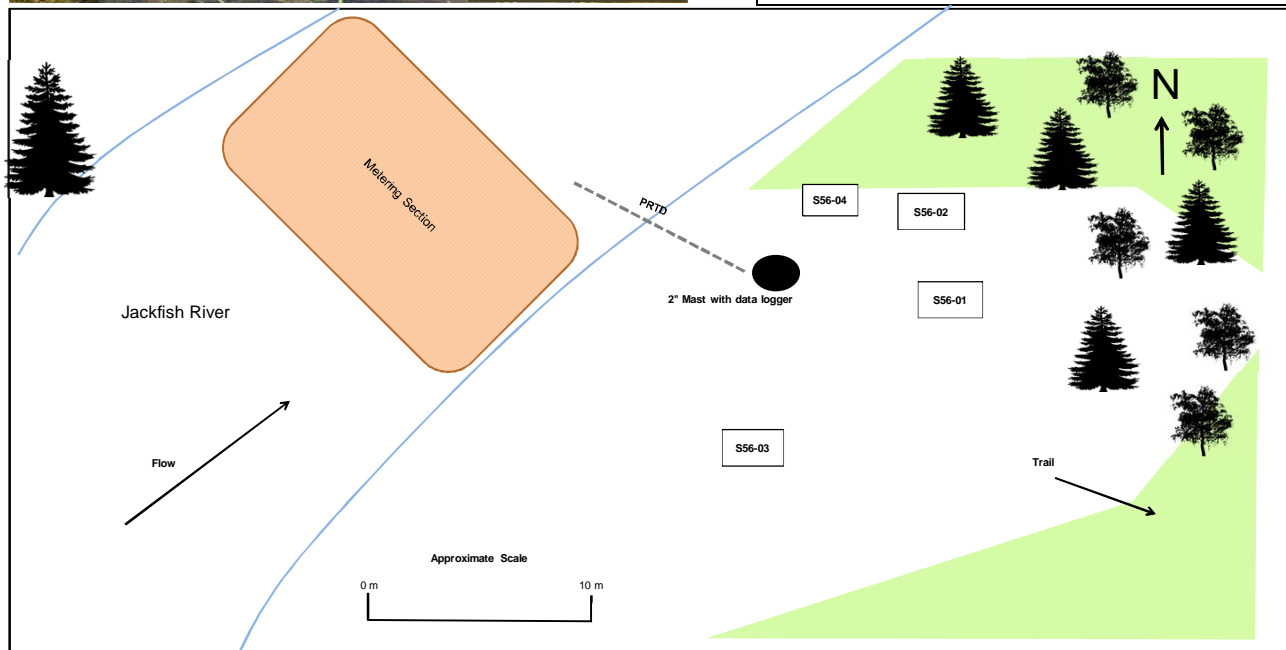 N
S56-04
S56-02
Metering Section
PRTD
2" Mast with data logger
S56-01
Jackfish River
S56-03
Flow
Trail
Approximate Scale
0 m
10 m